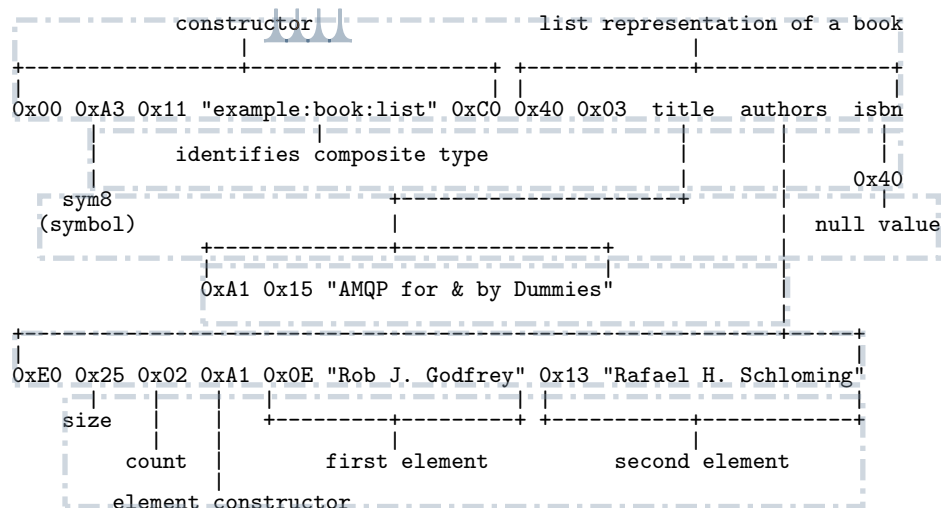 constructor list representation of a book
0x00 0xA3 0x11 "example:book:list" 0xC0 0x40 0x03 title authors isbn
identifies composite type
0x40
sym8
(symbol) null value
0xA1 0x15 "AMQP for & by Dummies"
0xE0 0x25 0x02 0xA1 0x0E "Rob J. Godfrey" 0x13 "Rafael H. Schloming"
size
count first element second element
element constructor